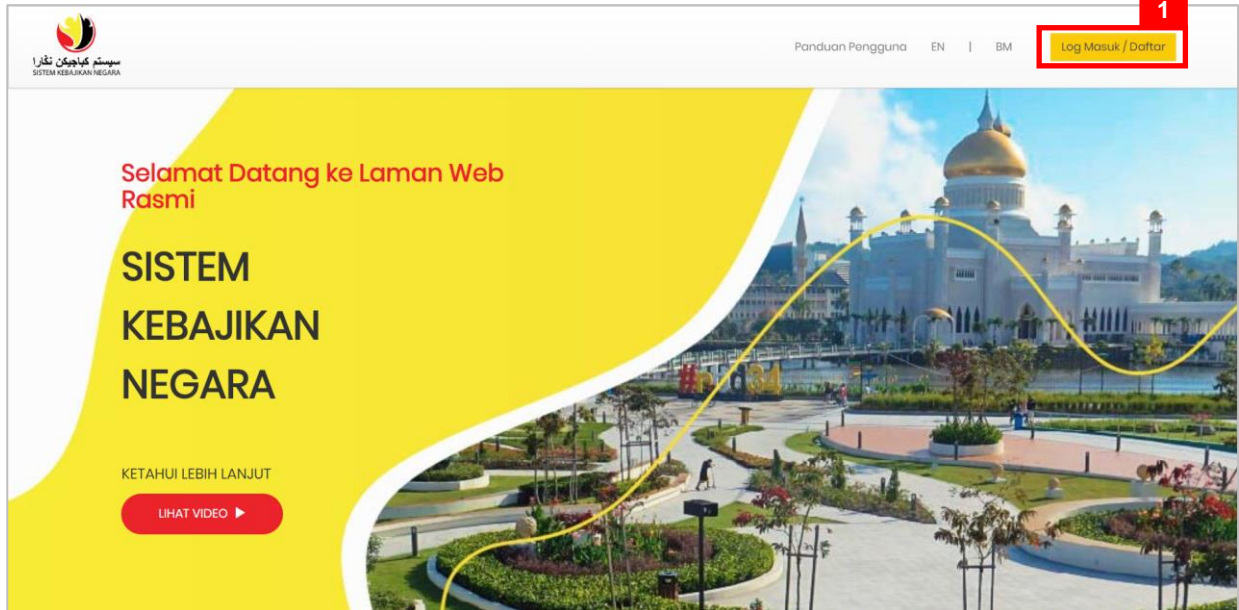 1
سيستم كباجيكن نݢارا
SISTEM KEBAJIKAN NEGARA
Panduan Pengguna EN | BM Log Masuk / Daftar
Selamat Datang ke Laman Web
Rasmi
SISTEM
KEBAJIKAN
NEGARA
KETAHUI LEBIH LANJUT
LIHAT VIDEO